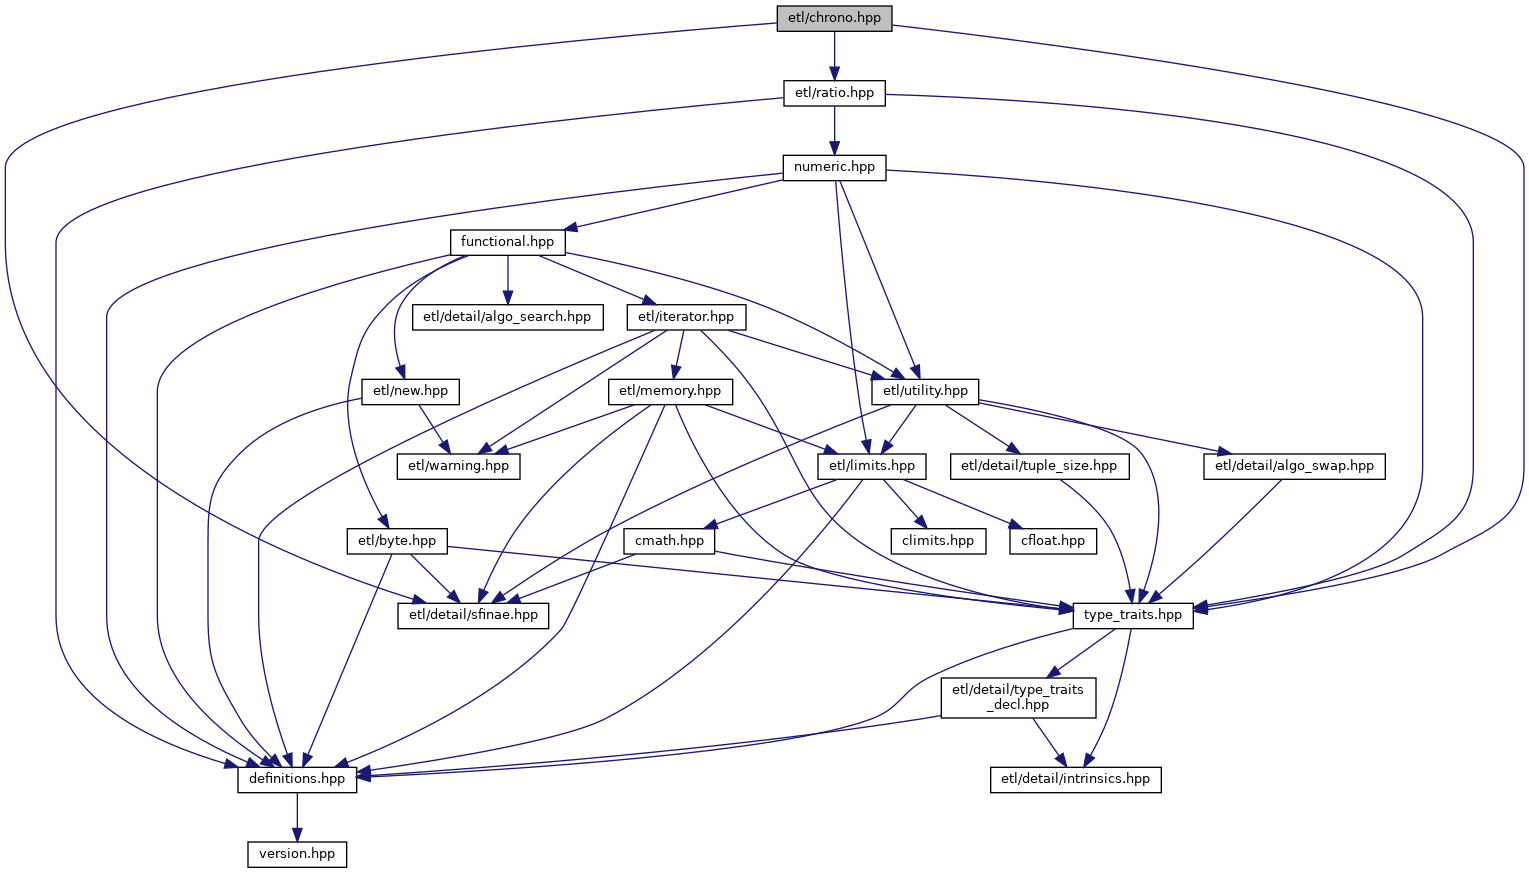 etl/chrono.hpp
etl/ratio.hpp
numeric.hpp
functional.hpp
etl/detail/algo_search.hpp
etl/iterator.hpp
etl/new.hpp
etl/memory.hpp
etl/utility.hpp
etl/warning.hpp
etl/limits.hpp
etl/detail/tuple_size.hpp
etl/detail/algo_swap.hpp
etl/byte.hpp
cmath.hpp
climits.hpp
cfloat.hpp
etl/detail/sfinae.hpp
type_traits.hpp
etl/detail/type_traits
_decl.hpp
definitions.hpp
etl/detail/intrinsics.hpp
version.hpp